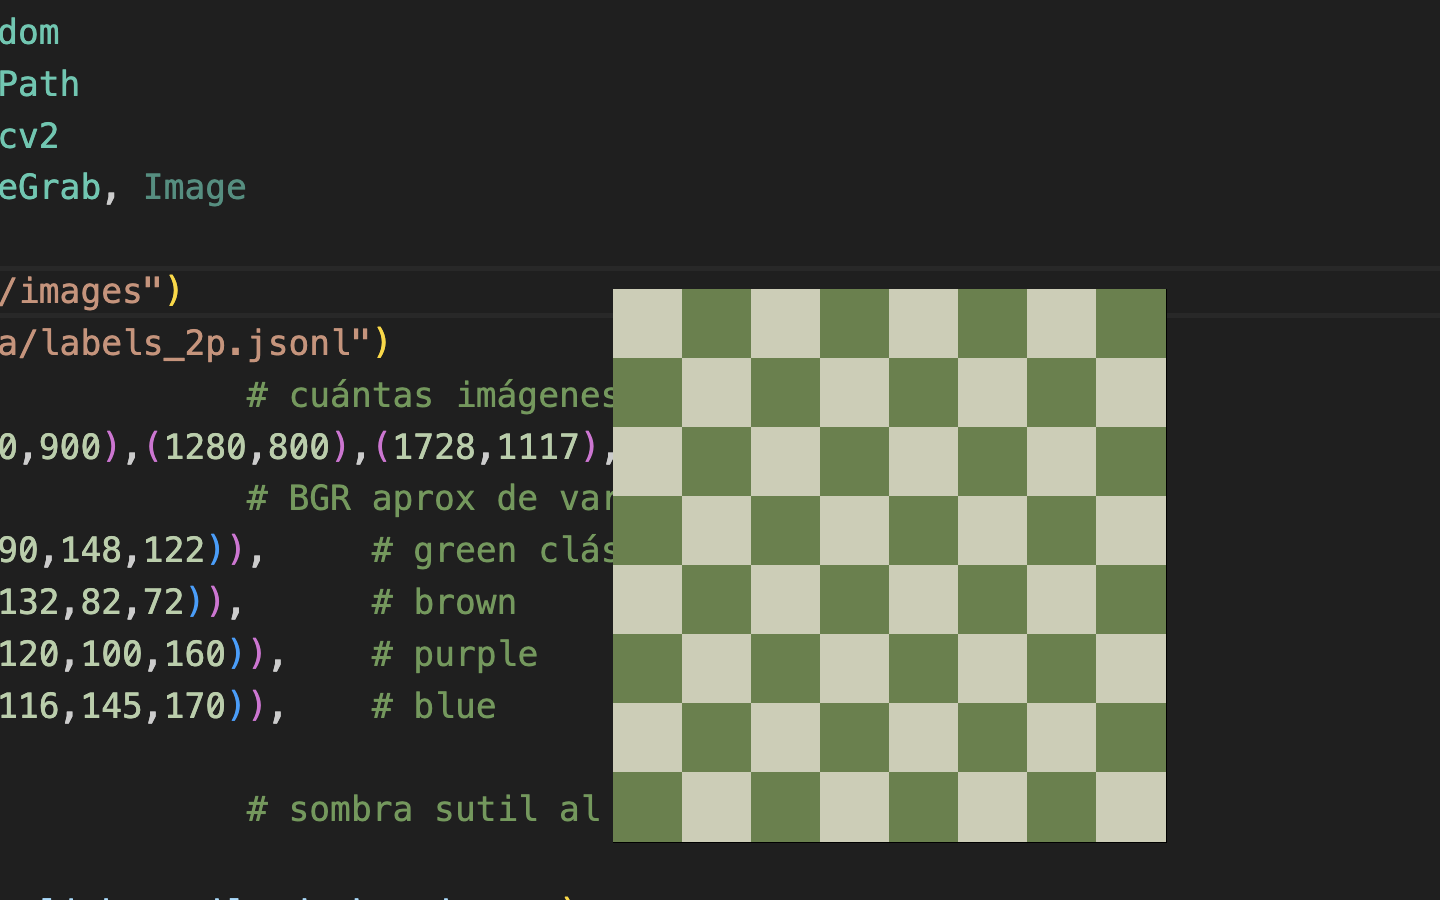 dom
Path
cv2
eGrab, Image
/images")
a/labels_2p.jsonl")
# cuántas imágenes
0,900),(1280,800),(1728,1117),
# BGR aprox de var
90,148,122)), # green clás
132,82,72)), # brown
120,100,160)), # purple
116,145,170)), # blue
# sombra sutil al